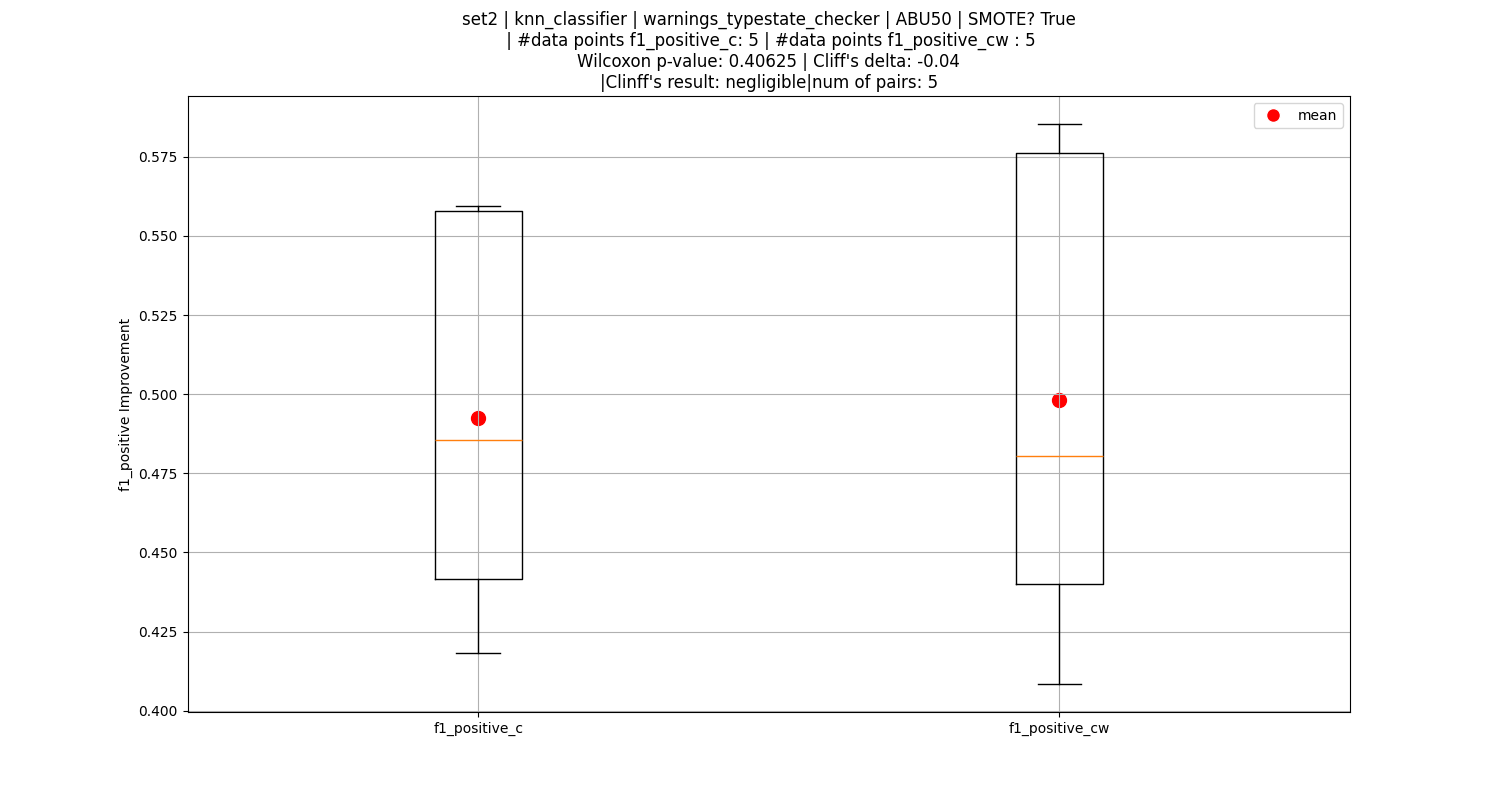 set2 | knn_classifier | warnings_typestate_checker | ABU50 | SMOTE? True
| #data points f1_positive_c: 5 | #data points f1_positive_cw : 5
Wilcoxon p-value: 0.40625 | Cliff's delta: -0.04
|Clinff's result: negligible|num of pairs: 5
mean
f1_positive Improvement
0.575
0.550
0.525
0.500
0.475
0.450
0.425
0.400
f1_positive_c
f1_positive_cw